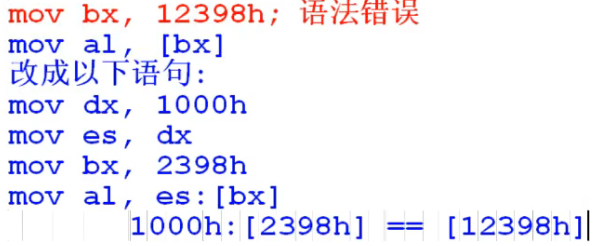 mov bx, 12398h; 语法错误
mov al, [bx]
改成以下语句:
mov dx, 1000h
mov es, dx
mov bx, 2398h
mov al, es:[bx]
1000h:[2398h] == [12398h]